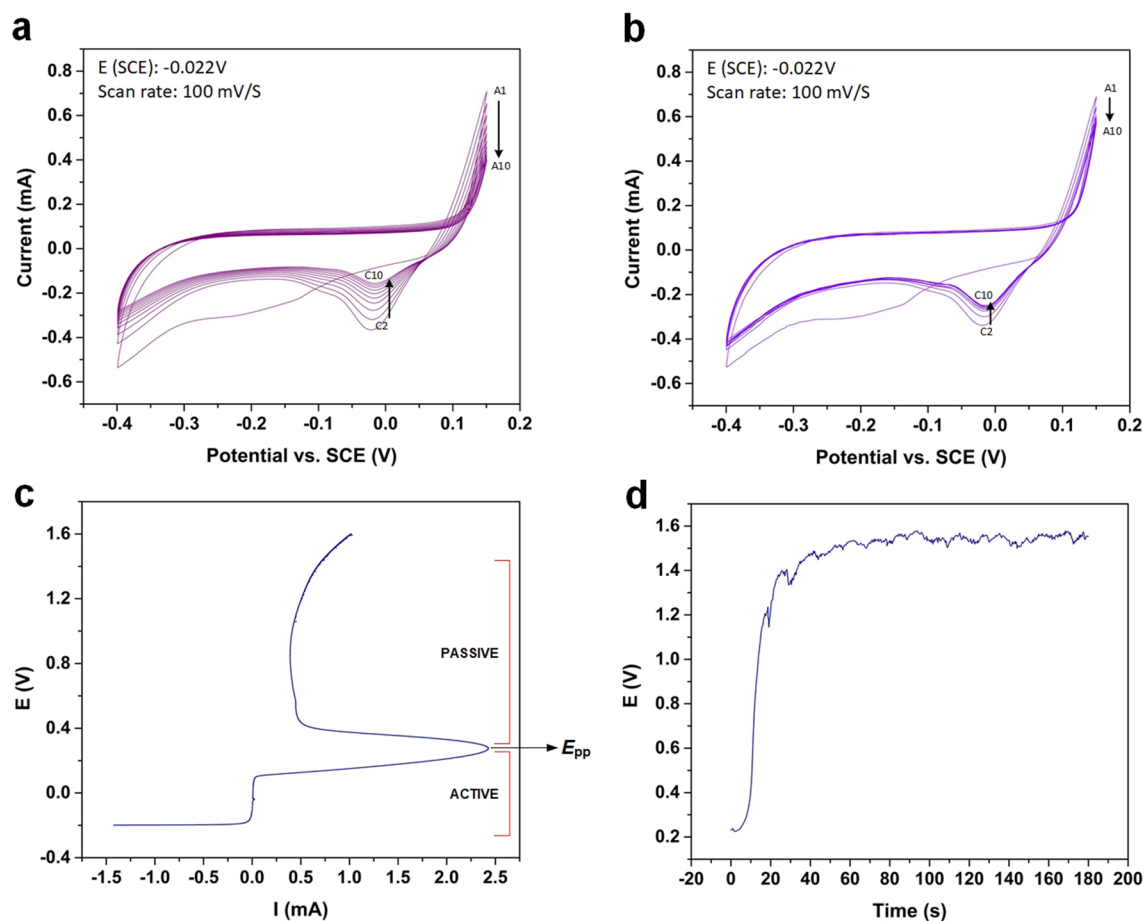 a
E (SCE): -0.022V
Scan rate: 100 mV/S
A1
A10
C10
C2
Current (mA)
0.8
0.6
0.4
0.2
0.0
-0.2
-0.4
-0.6
-0.4
-0.3
-0.2
-0.1
0.0
0.1
0.2
Potential vs. SCE (V)
b
E (SCE): -0.022V
Scan rate: 100 mV/S
A1
A10
C10
C2
Current (mA)
0.8
0.6
0.4
0.2
0.0
-0.2
-0.4
-0.6
-0.4
-0.3
-0.2
-0.1
0.0
0.1
0.2
Potential vs. SCE (V)
c
E (V)
1.6
1.2
0.8
0.4
0.0
-0.4
PASSIVE
Epp
ACTIVE
-1.5
-1.0
-0.5
0.0
0.5
1.0
1.5
2.0
2.5
I (mA)
d
E (V)
1.6
1.4
1.2
1.0
0.8
0.6
0.4
0.2
-20
0
20
40
60
80
100
120
140
160
180
200
Time (s)